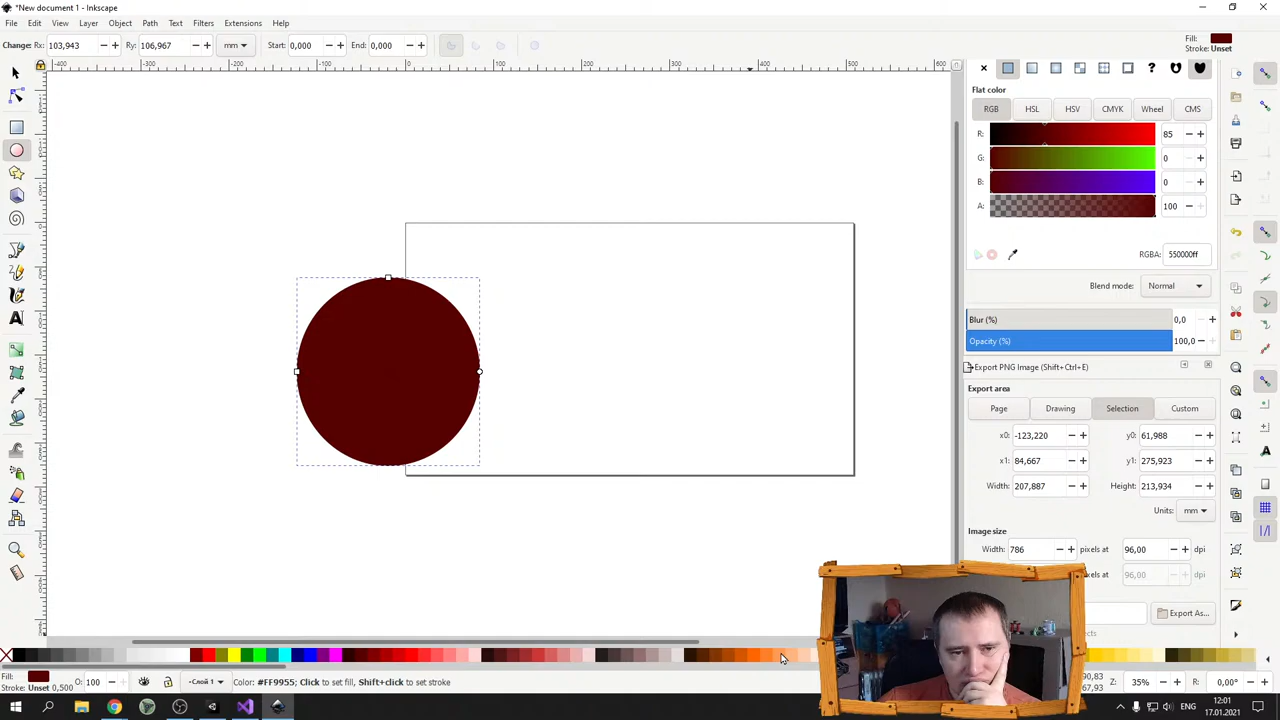 *New document 1 - Inkscape
File Edit View Layer Object Path Text Filters Extensions Help
Change: Rx: 103,943 Ry: 106,967 mm Start: 0,000 End: 0,000
Fill:
Stroke: Unset
Flat color
RGB HSL HSV CMYK Wheel CMS
R: 85
G: 0
B: 0
A: 100
RGBA: 550000ff
Blend mode: Normal
Blur (%) 0,0
Opacity (%) 100,0
Export PNG Image (Shift+Ctrl+E)
Export area
Page Drawing Selection Custom
x0: -123,220 y0: 61,988
x1: 84,667 y1: 275,923
Width: 207,887 Height: 213,934
Units: mm
Image size
Width: 786 pixels at 96,00 dpi
pixels at 96,00 dpi
Export As...
Fill:
Stroke: Unset 0,500
O: 100
Слой 1
Color: #FF9955; Click to set fill, Shift+click to set stroke
Z: 35% R: 0,00°
ENG
12:01
17.01.2021